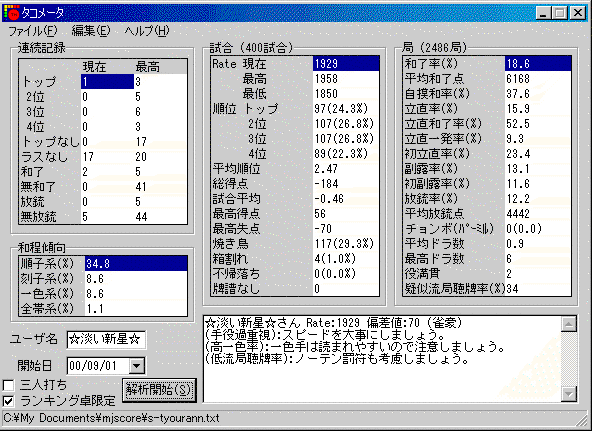 タコメータ
ファイル(F) 編集(E) ヘルプ(H)
連続記録
現在 最高
トップ 1 3
2位 0 5
3位 0 6
4位 0 3
トップなし 0 17
ラスなし 17 20
和了 2 5
無和了 0 41
放銃 0 5
無放銃 5 44
和程傾向
順子系(%) 34.8
刻子系(%) 8.6
一色系(%) 8.6
全帯系(%) 1.1
ユーザ名 ☆淡い新星☆
開始日 00/09/01
三人打ち
ランキング卓限定
解析開始(S)
試合（400試合）
Rate 現在 1929
最高 1958
最低 1850
順位 トップ 97(24.3%)
2位 107(26.8%)
3位 107(26.8%)
4位 89(22.3%)
平均順位 2.47
総得点 -184
試合平均 -0.46
最高得点 56
最高失点 -70
焼き鳥 117(29.3%)
箱割れ 4(1.0%)
不帰落ち 0(0.0%)
牌譜なし 0
局（2486局）
和了率(%) 18.6
平均和了点 6168
自摸和率(%) 37.6
立直率(%) 15.9
立直和了率(%) 52.5
立直一発率(%) 9.3
初立直率(%) 23.4
副露率(%) 13.1
初副露率(%) 11.6
放銃率(%) 12.2
平均放銃点 4442
チョンボ(ﾊﾟｰﾐﾙ) 0(0.0)
平均ドラ数 0.9
最高ドラ数 6
役満貫 2
疑似流局聴牌率(%) 34
☆淡い新星☆さん Rate:1929 偏差値:70 (雀豪)
(手役過重視):スピードを大事にしましょう。
(高一色率):一色手は読まれやすいので注意しましょう。
(低流局聴牌率):ノーテン罰符も考慮しましょう。
C:¥My Documents¥mjscore¥s-tyourann.txt